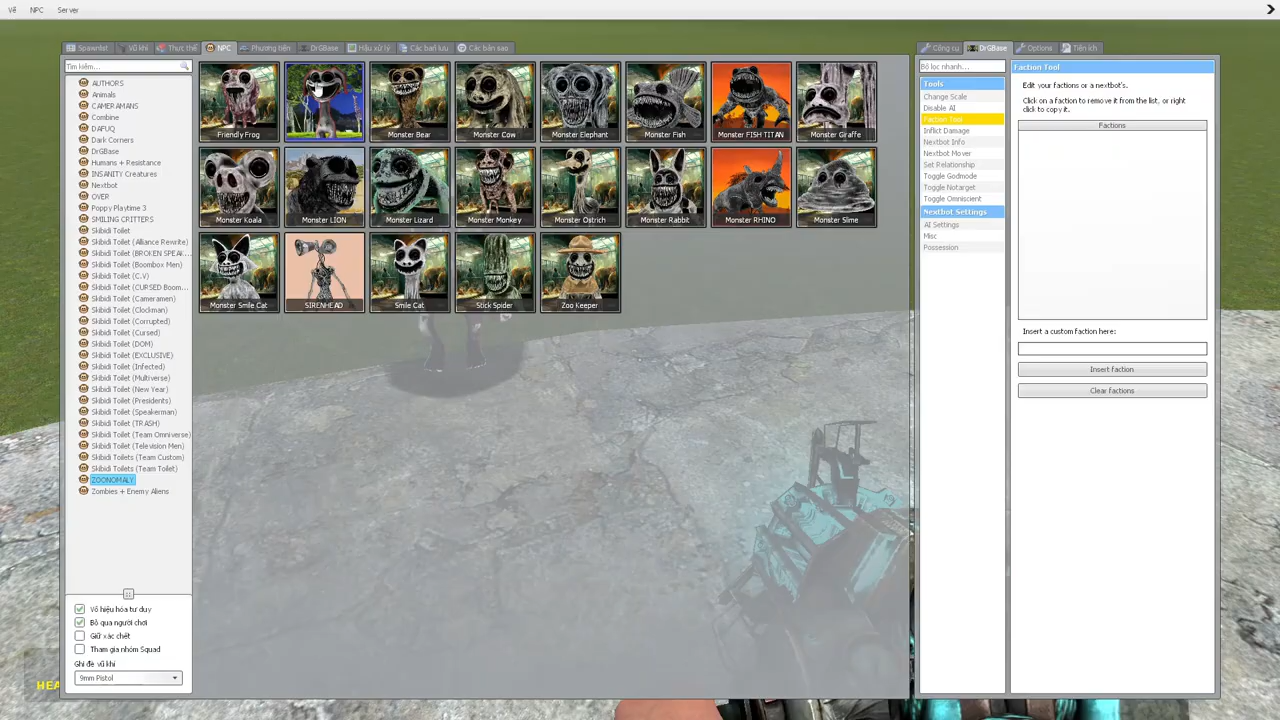 Vẽ NPC Server
Spawnlist Vũ khí Thực thể NPC Phương tiện DrGBase Hậu xử lý Các bản lưu Các bản sao
Tìm kiếm...
AUTHORS
Animals
CAMERAMANS
Combine
DAFUQ
Dark Corners
DrGBase
Humans + Resistance
INSANITY Creatures
Nextbot
OVER
Poppy Playtime 3
SMILING CRITTERS
Skibidi Toilet
Skibidi Toilet (Alliance Rewrite)
Skibidi Toilet (BROKEN SPEAK...
Skibidi Toilet (Boombox Men)
Skibidi Toilet (C.V)
Skibidi Toilet (CURSED Boom...
Skibidi Toilet (Cameramen)
Skibidi Toilet (Clockman)
Skibidi Toilet (Corrupted)
Skibidi Toilet (Cursed)
Skibidi Toilet (DOM)
Skibidi Toilet (EXCLUSIVE)
Skibidi Toilet (Infected)
Skibidi Toilet (Multiverse)
Skibidi Toilet (New Year)
Skibidi Toilet (Presidents)
Skibidi Toilet (Speakerman)
Skibidi Toilet (TRASH)
Skibidi Toilet (Team Omniverse)
Skibidi Toilet (Television Men)
Skibidi Toilets (Team Custom)
Skibidi Toilets (Team Toilet)
ZOONOMALY
Zombies + Enemy Aliens
Vô hiệu hóa tư duy
Bỏ qua người chơi
Giữ xác chết
Tham gia nhóm Squad
Ghi đè vũ khí
9mm Pistol
Friendly Frog
Monster Bear
Monster Cow
Monster Elephant
Monster Fish
Monster FISH TITAN
Monster Giraffe
Monster Koala
Monster LION
Monster Lizard
Monster Monkey
Monster Ostrich
Monster Rabbit
Monster RHINO
Monster Slime
Monster Smile Cat
SIRENHEAD
Smile Cat
Stick Spider
Zoo Keeper
Công cụ DrGBase Options Tiện ích
Bộ lọc nhanh...
Tools
Change Scale
Disable AI
Faction Tool
Inflict Damage
Nextbot Info
Nextbot Mover
Set Relationship
Toggle Godmode
Toggle Notarget
Toggle Omniscient
Nextbot Settings
AI Settings
Misc
Possession
Faction Tool
Edit your factions or a nextbot's.
Click on a faction to remove it from the list, or right
click to copy it.
Factions
Insert a custom faction here:
Insert faction
Clear factions
HEA